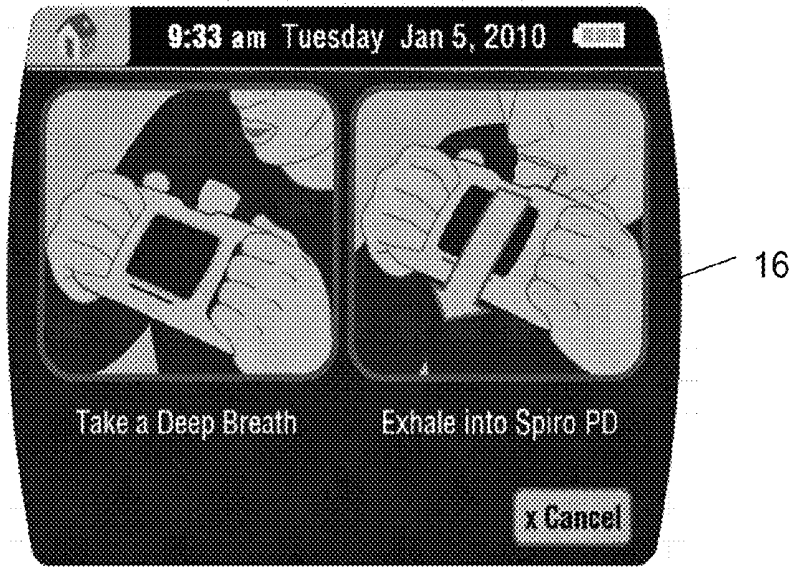 9:33 am Tuesday Jan 5, 2010
16
Take a Deep Breath
Exhale into Spiro PD
x Cancel